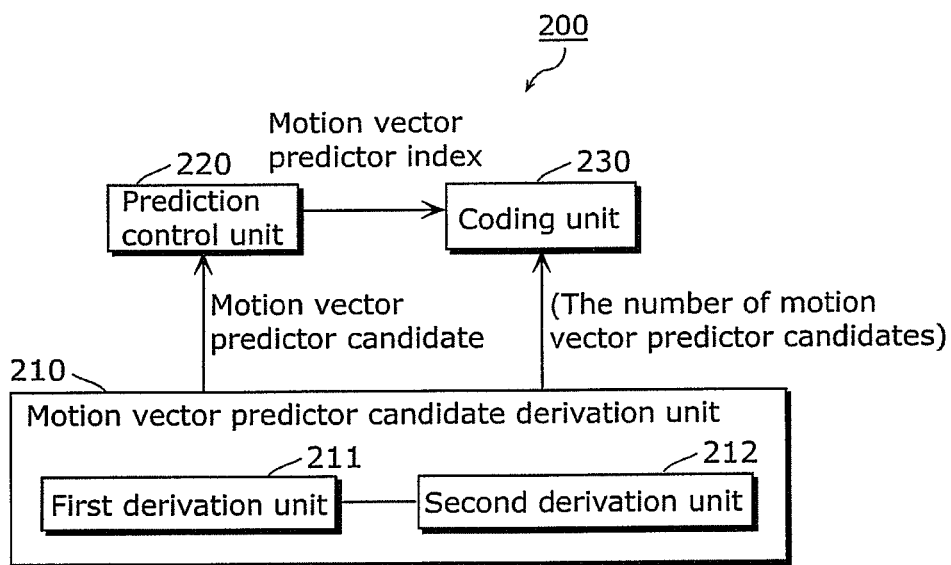 200
Motion vector
predictor index
220
230
Prediction
control unit
Coding unit
Motion vector
predictor candidate
(The number of motion
vector predictor candidates)
210
Motion vector predictor candidate derivation unit
211
212
First derivation unit
Second derivation unit